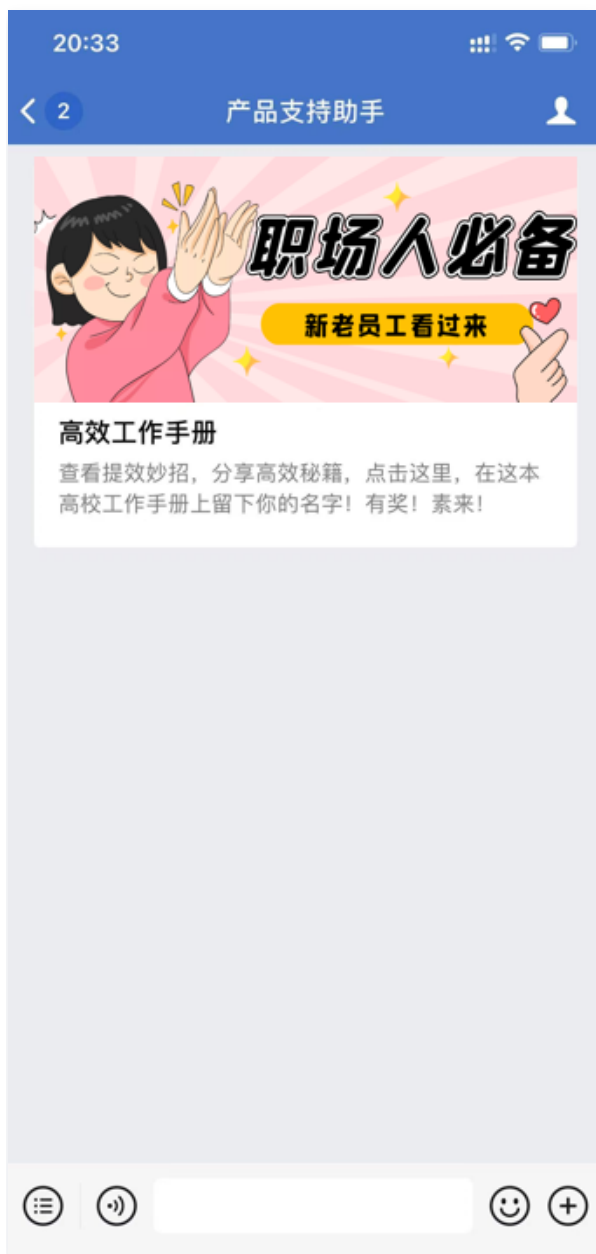 20:33
2
产品支持助手
职场人必备
新老员工看过来
高效工作手册
查看提效妙招，分享高效秘籍，点击这里，在这本
高校工作手册上留下你的名字！有奖！素来！